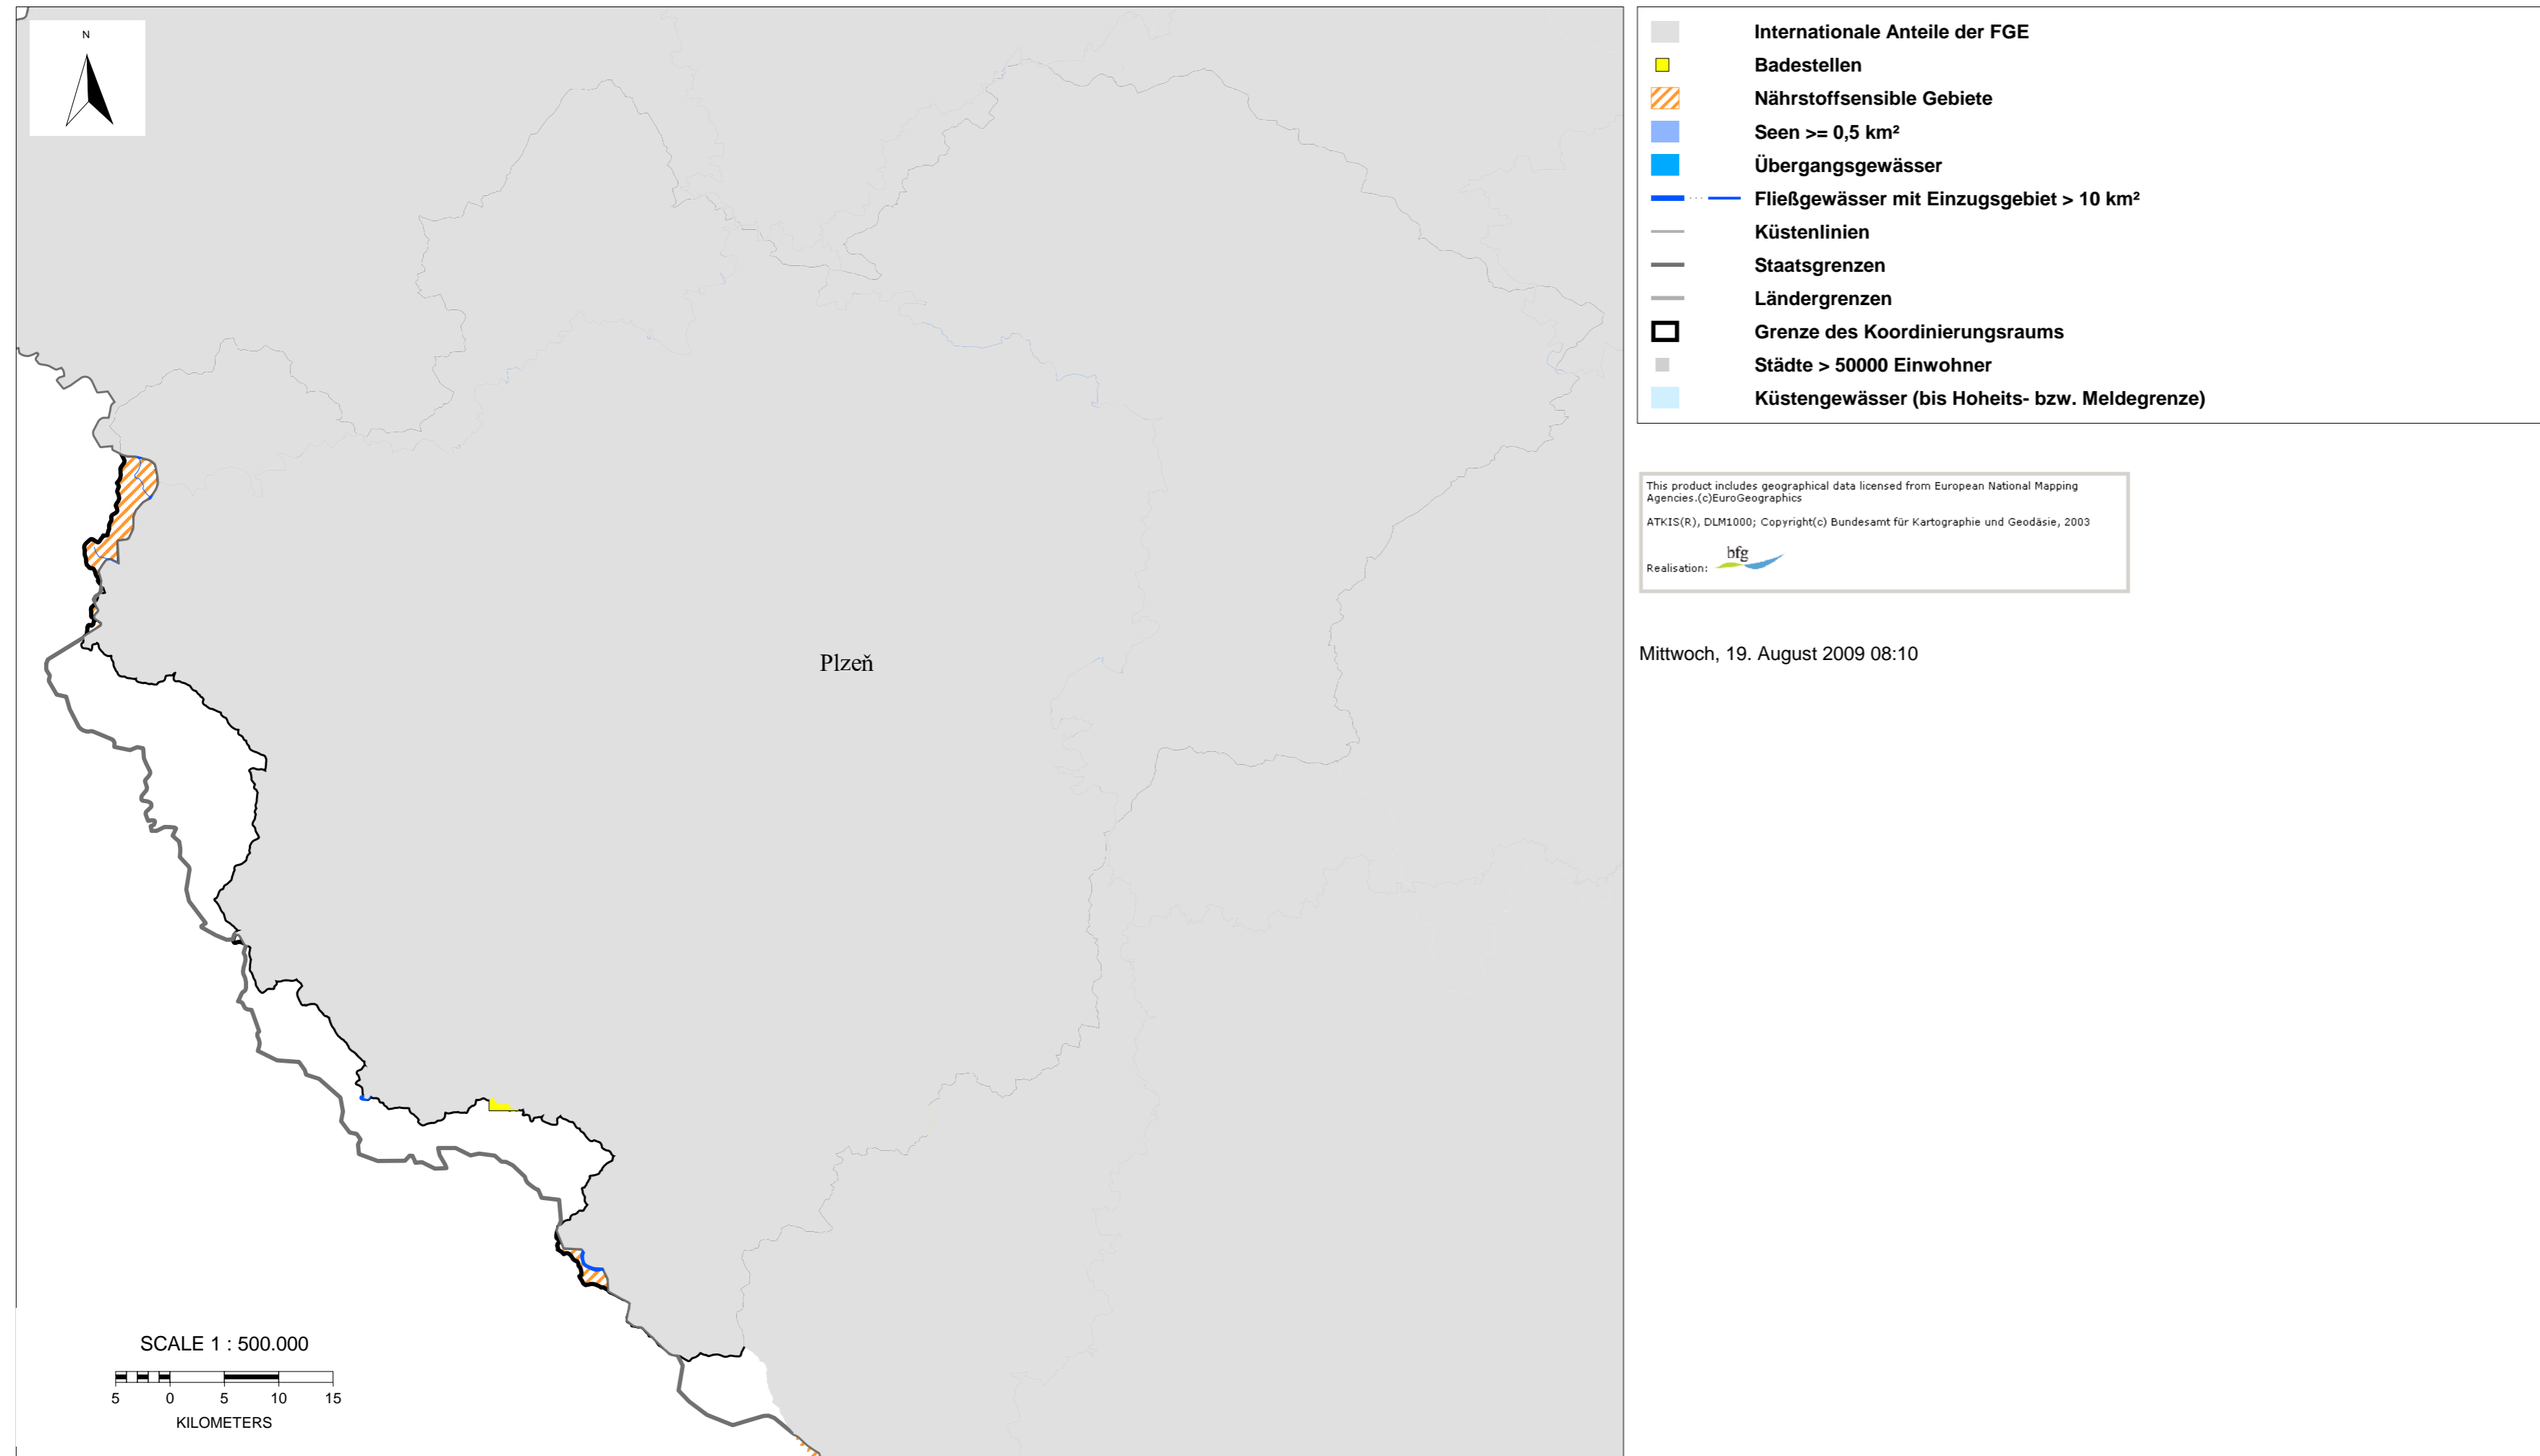 N
Internationale Anteile der FGE
Badestellen
Nährstoffsensible Gebiete
Seen >= 0,5 km²
Übergangsgewässer
Fließgewässer mit Einzugsgebiet > 10 km²
Küstenlinien
Staatsgrenzen
Ländergrenzen
Grenze des Koordinierungsraums
Städte > 50000 Einwohner
Küstengewässer (bis Hoheits- bzw. Meldegrenze)
This product includes geographical data licensed from European National Mapping
Agencies.(c)EuroGeographics
ATKIS(R), DLM1000; Copyright(c) Bundesamt für Kartographie und Geodäsie, 2003
bfg
Realisation:
Mittwoch, 19. August 2009 08:10
Plzeň
SCALE 1 : 500.000
5 0 5 10 15
KILOMETERS